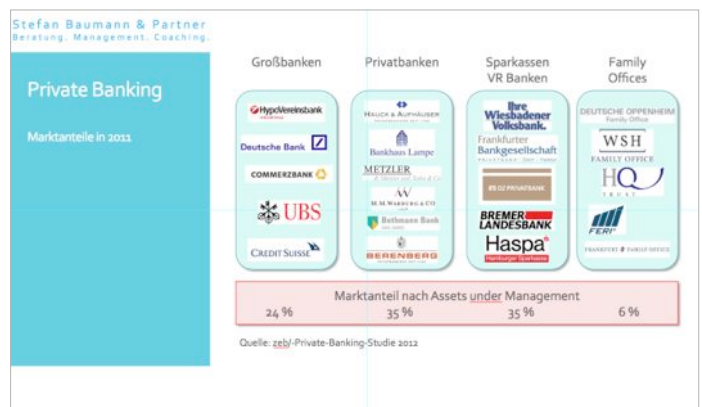 Stefan Baumann & Partner
Beratung. Management. Coaching.
Private Banking
Marktanteile in 2011
Großbanken
HypoVereinsbank
Deutsche Bank
COMMERZBANK
UBS
CREDIT SUISSE
Privatbanken
HAUCK & AUFHÄUSER
Bankhaus Lampe
METZLER
M.M.WARBURG & CO
Bethmann Bank
BERENBERG
Sparkassen
VR Banken
Ihre
Wiesbadener
Volksbank.
Frankfurter
Bankgesellschaft
DZ PRIVATBANK
BREMER
LANDESBANK
Haspa
Hamburger Sparkasse
Family
Offices
DEUTSCHE OPPENHEIM
Family Office
WSH
FAMILY OFFICE
HQ
TRUST
FERI
FRANKFURT FAMILY OFFICE
Marktanteil nach Assets under Management
24 % 35 % 35 % 6 %
Quelle: zeb/-Private-Banking-Studie 2012